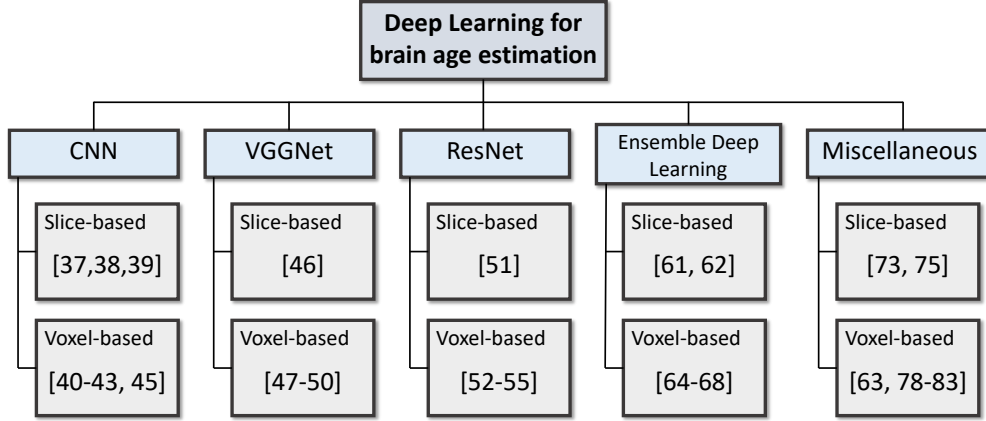 Deep Learning for
brain age estimation
CNN
VGGNet
ResNet
Ensemble Deep
Learning
Miscellaneous
Slice-based
[37,38,39]
Slice-based
[46]
Slice-based
[51]
Slice-based
[61, 62]
Slice-based
[73, 75]
Voxel-based
[40-43, 45]
Voxel-based
[47-50]
Voxel-based
[52-55]
Voxel-based
[64-68]
Voxel-based
[63, 78-83]